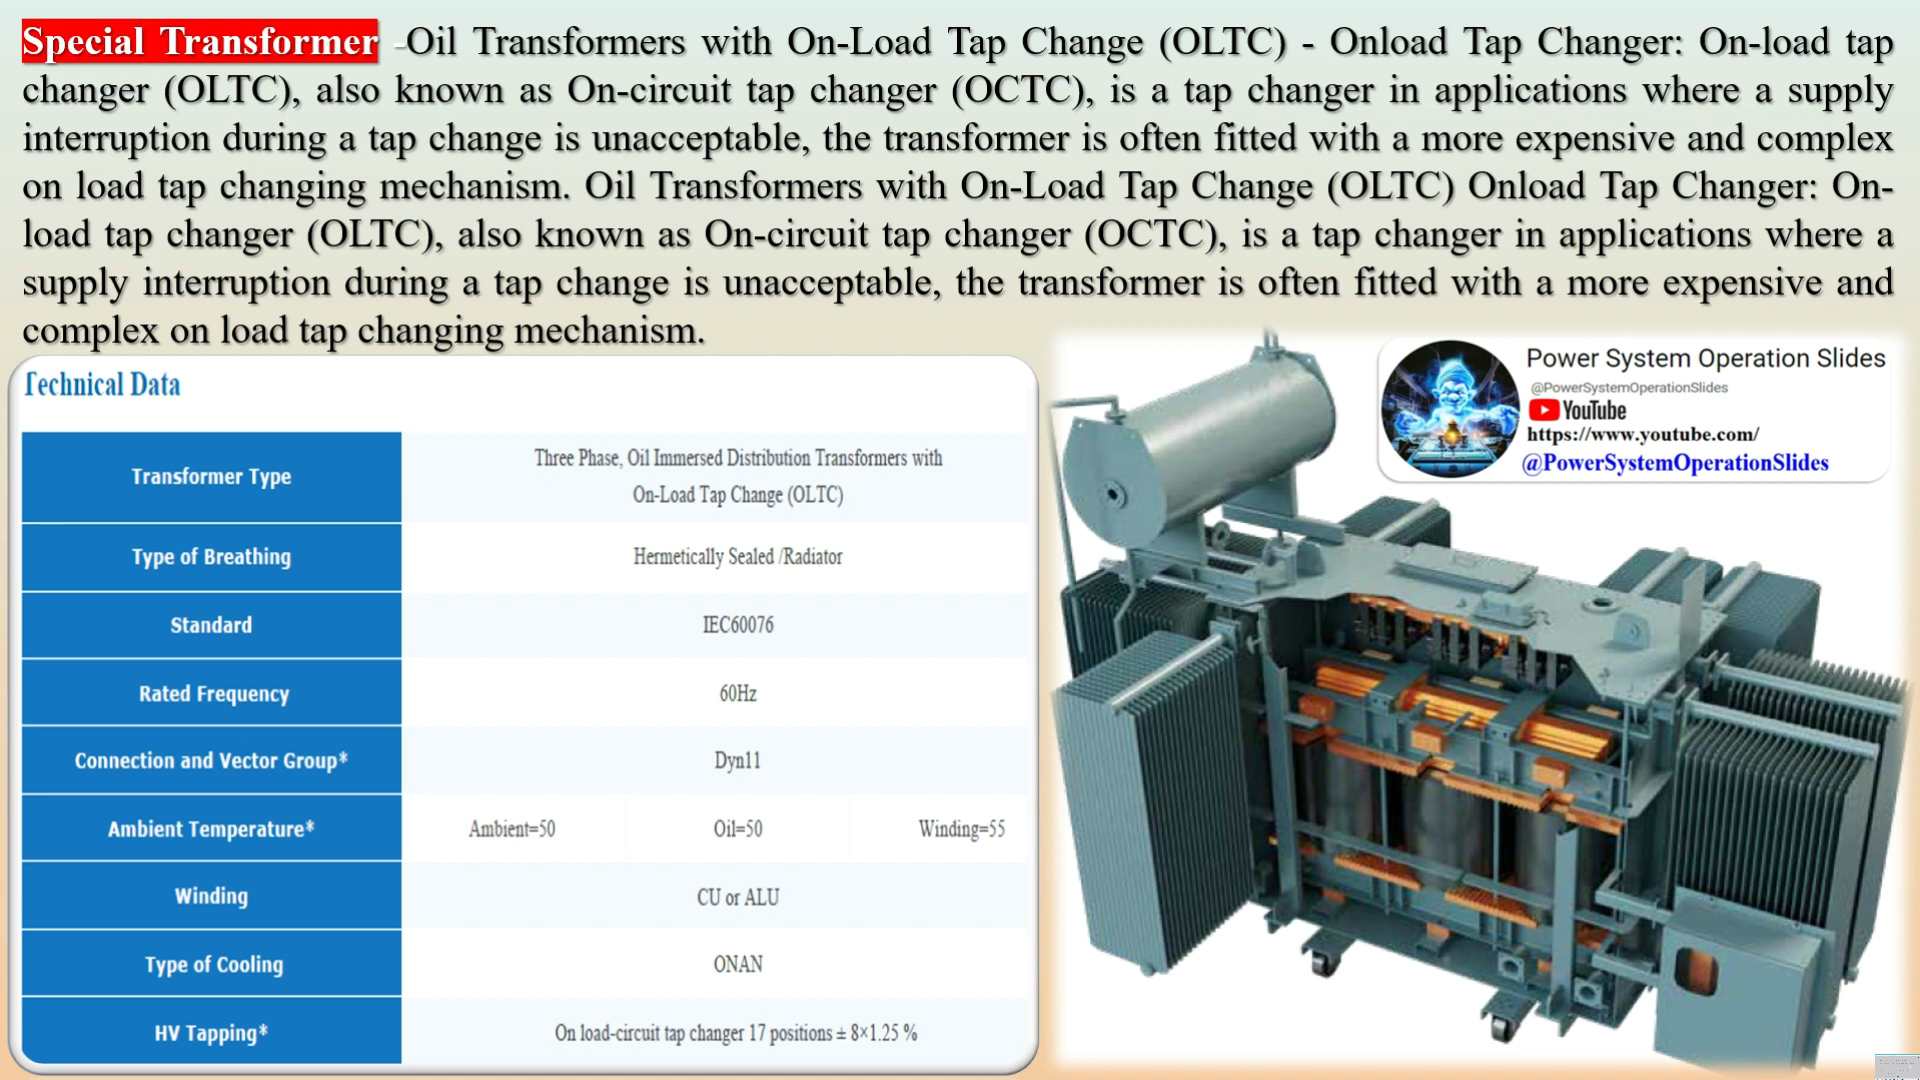 Special Transformer -Oil Transformers with On-Load Tap Change (OLTC) - Onload Tap Changer: On-load tap
changer (OLTC), also known as On-circuit tap changer (OCTC), is a tap changer in applications where a supply
interruption during a tap change is unacceptable, the transformer is often fitted with a more expensive and complex
on load tap changing mechanism. Oil Transformers with On-Load Tap Change (OLTC) Onload Tap Changer: On-
load tap changer (OLTC), also known as On-circuit tap changer (OCTC), is a tap changer in applications where a
supply interruption during a tap change is unacceptable, the transformer is often fitted with a more expensive and
complex on load tap changing mechanism.
Technical Data
Transformer Type
Three Phase, Oil Immersed Distribution Transformers with
On-Load Tap Change (OLTC)
Type of Breathing
Hermetically Sealed /Radiator
Standard
IEC60076
Rated Frequency
60Hz
Connection and Vector Group*
Dyn11
Ambient Temperature*
Ambient=50
Oil=50
Winding=55
Winding
CU or ALU
Type of Cooling
ONAN
HV Tapping*
On load-circuit tap changer 17 positions ± 8×1.25 %
Power System Operation Slides
@PowerSystemOperationSlides
YouTube
https://www.youtube.com/
@PowerSystemOperationSlides